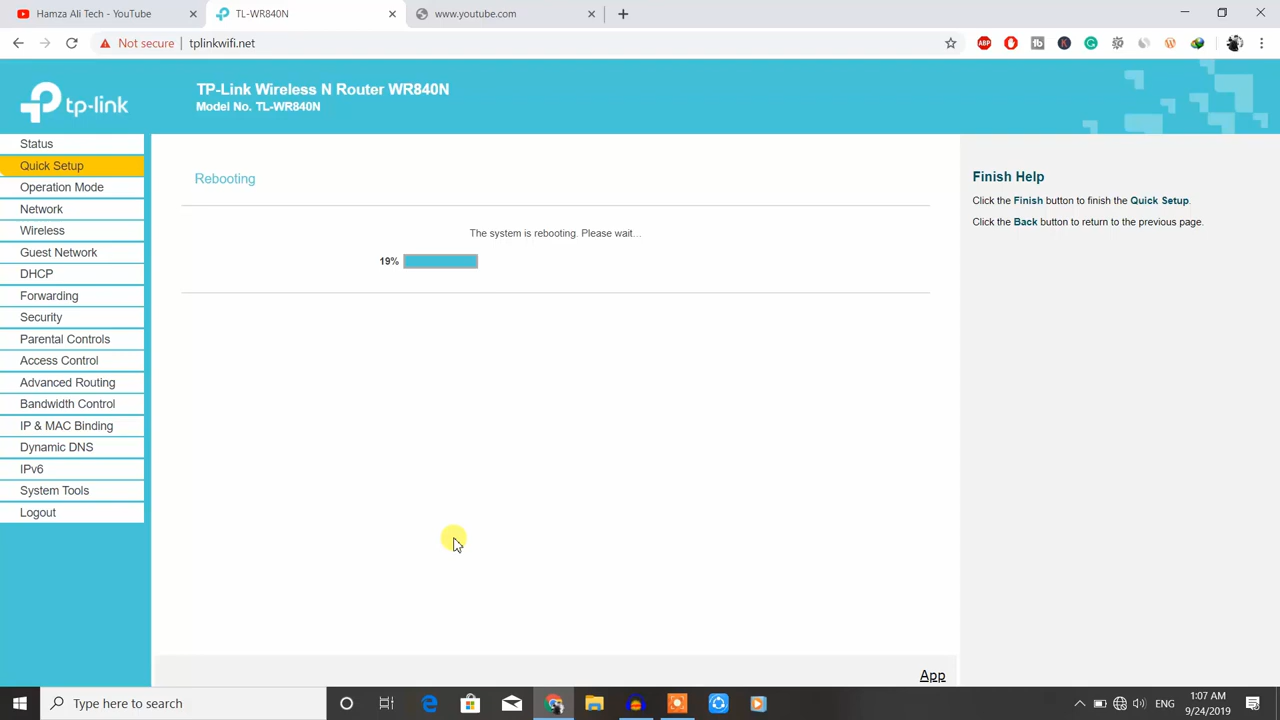 Hamza Ali Tech - YouTube
TL-WR840N
www.youtube.com
Not secure
tplinkwifi.net
ABP
tb
K
G
tp-link
TP-Link Wireless N Router WR840N
Model No. TL-WR840N
Status
Quick Setup
Operation Mode
Network
Wireless
Guest Network
DHCP
Forwarding
Security
Parental Controls
Access Control
Advanced Routing
Bandwidth Control
IP & MAC Binding
Dynamic DNS
IPv6
System Tools
Logout
Rebooting
The system is rebooting. Please wait...
19%
Finish Help
Click the Finish button to finish the Quick Setup.
Click the Back button to return to the previous page.
App
Type here to search
ENG
1:07 AM
9/24/2019